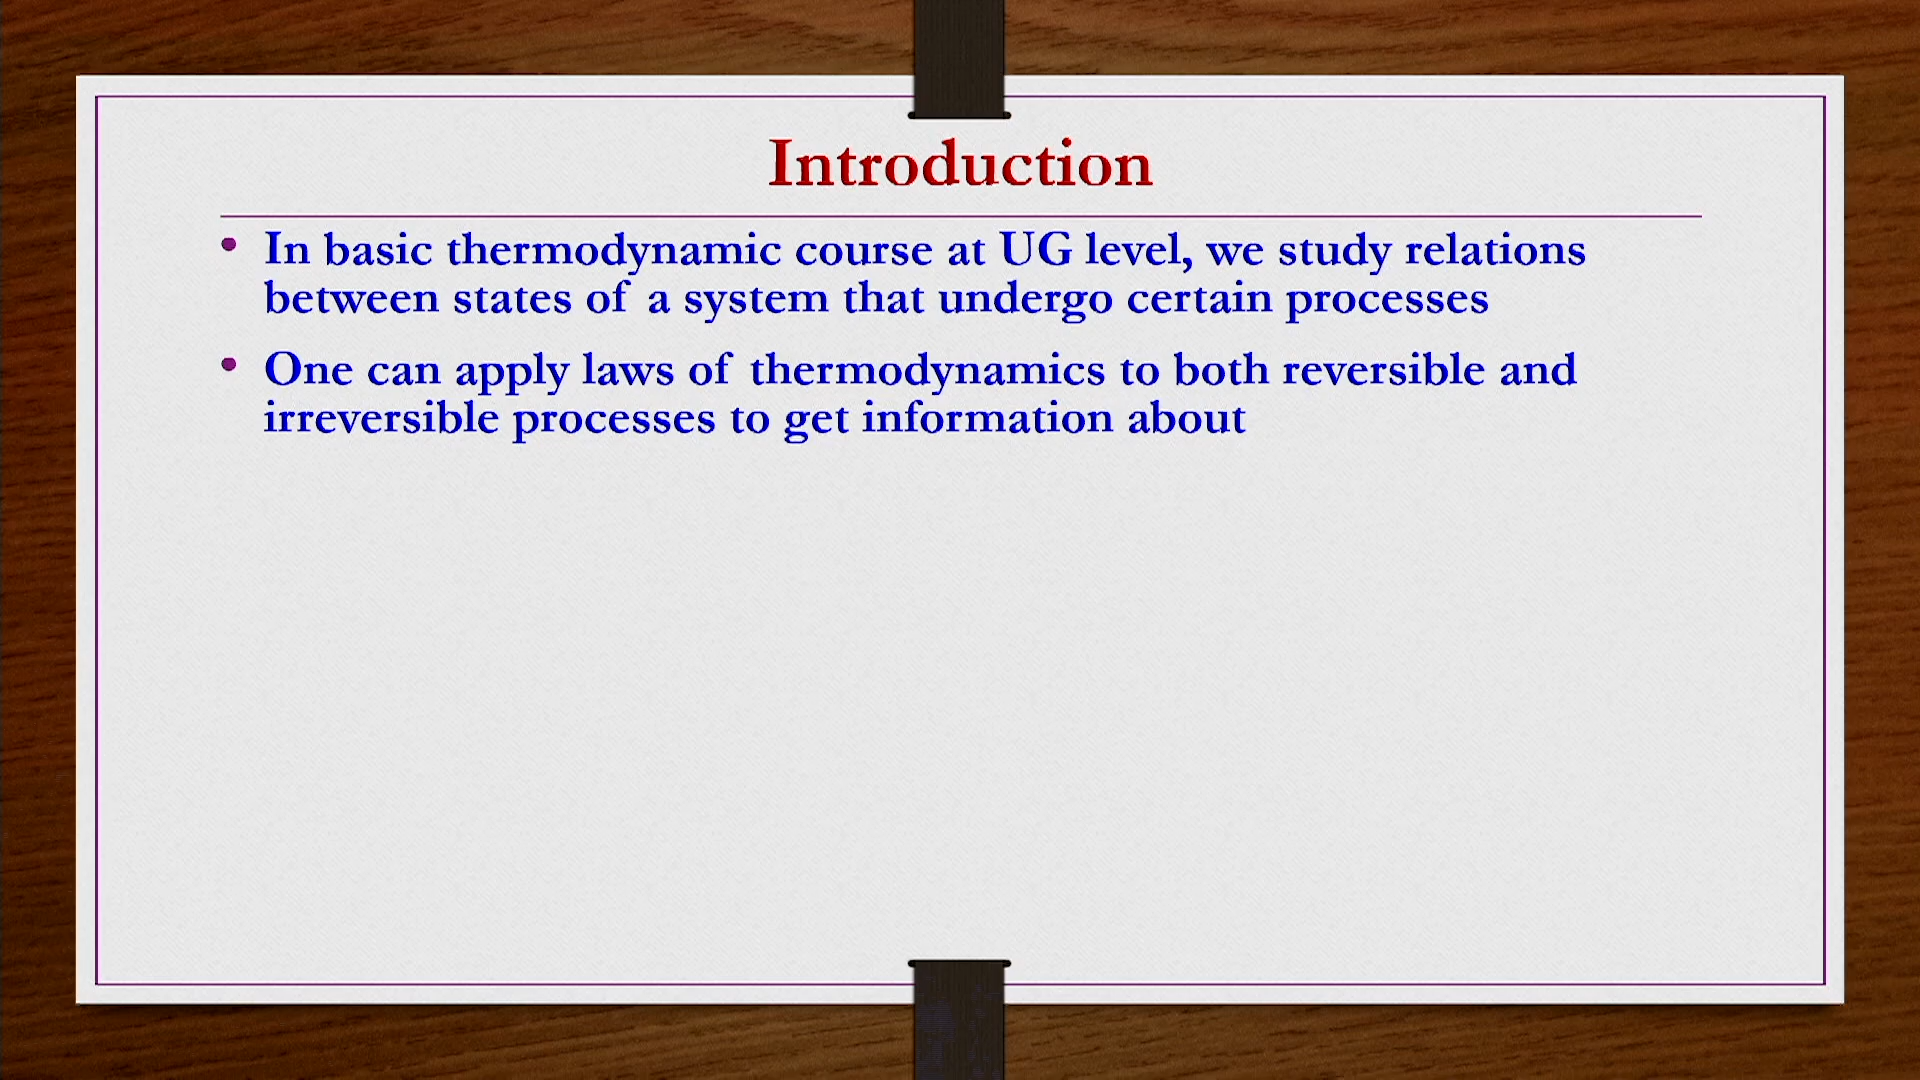 Introduction
• In basic thermodynamic course at UG level, we study relations
between states of a system that undergo certain processes
• One can apply laws of thermodynamics to both reversible and
irreversible processes to get information about